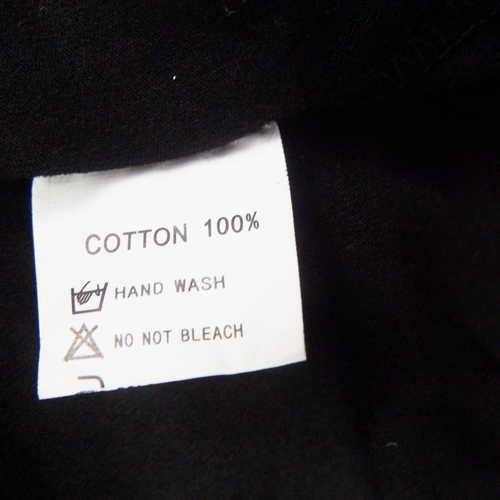 COTTON 100%
HAND WASH
NO NOT BLEACH